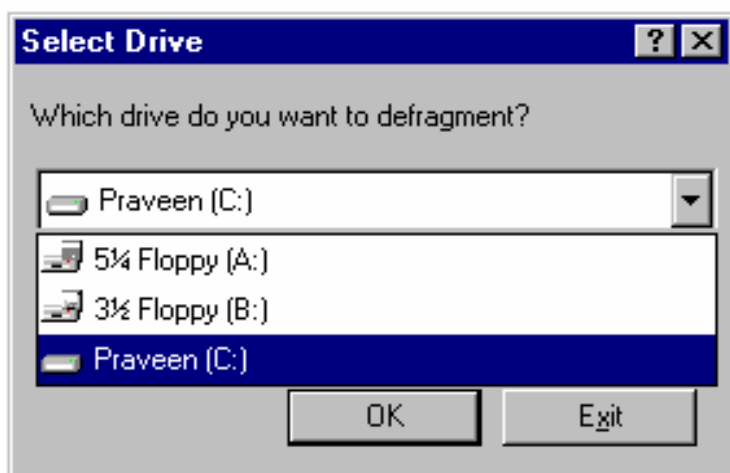 Select Drive
Which drive do you want to defragment?
Praveen (C:)
5¼ Floppy (A:)
3½ Floppy (B:)
Praveen (C:)
OK Exit